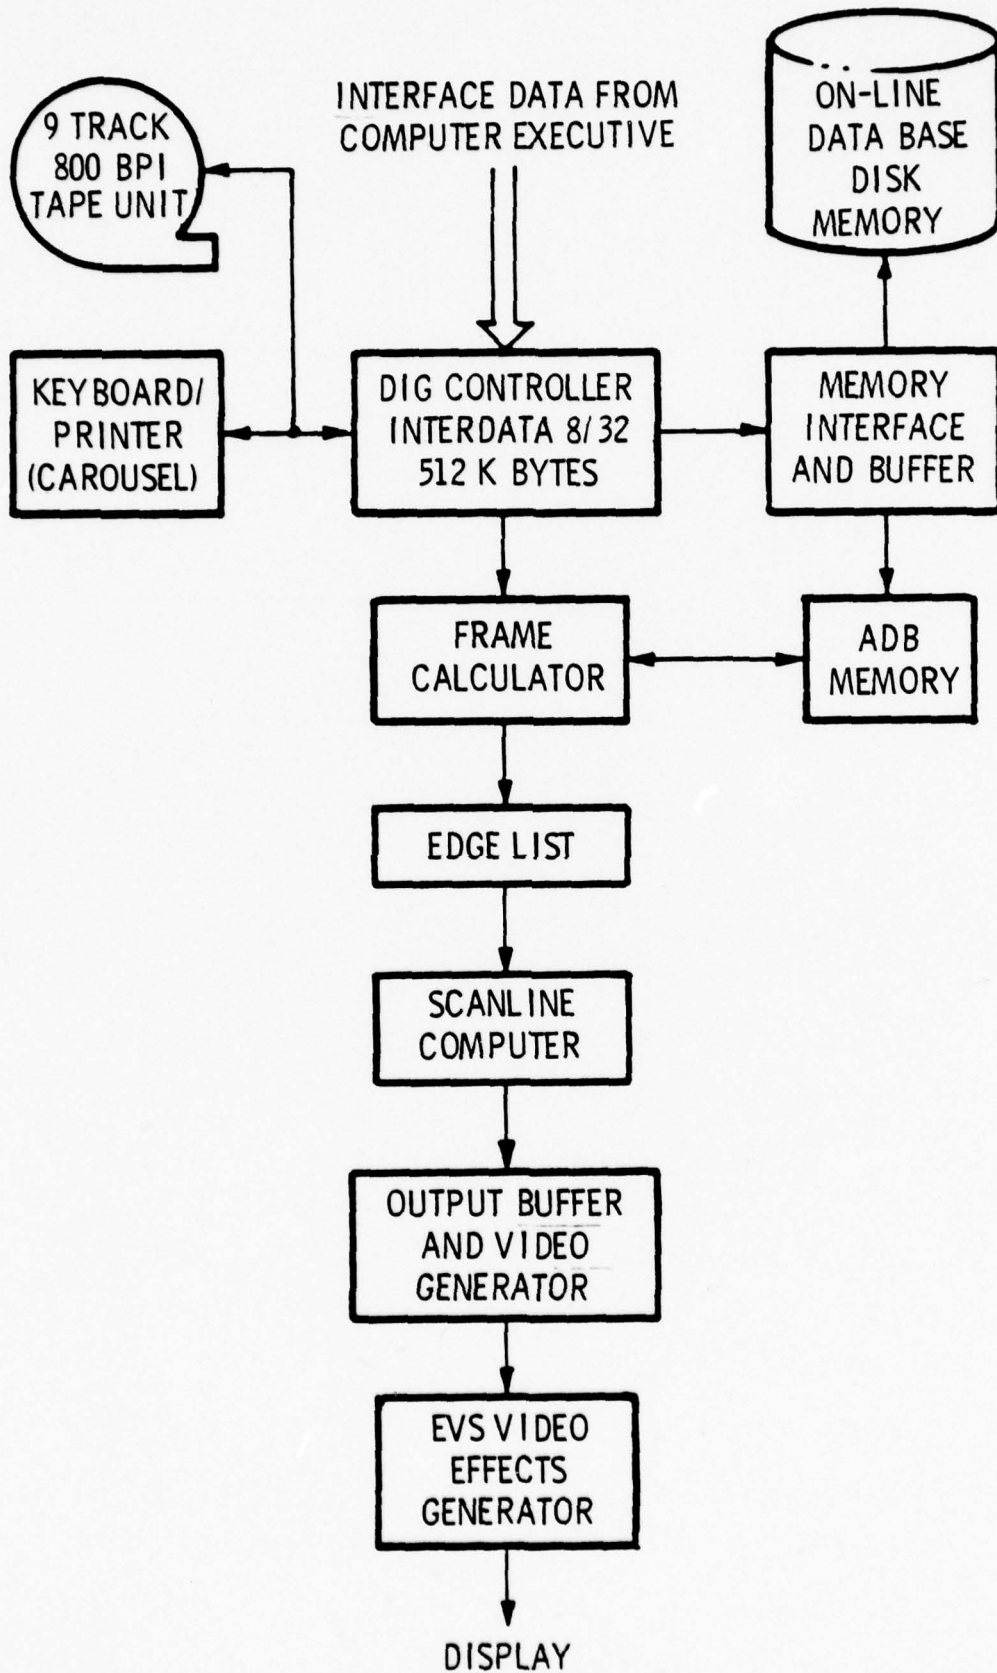 9 TRACK
800 BPI
TAPE UNIT
INTERFACE DATA FROM
COMPUTER EXECUTIVE
ON-LINE
DATA BASE
DISK
MEMORY
KEYBOARD/
PRINTER
(CAROUSEL)
DIG CONTROLLER
INTERDATA 8/32
512 K BYTES
MEMORY
INTERFACE
AND BUFFER
FRAME
CALCULATOR
ADB
MEMORY
EDGE LIST
SCANLINE
COMPUTER
OUTPUT BUFFER
AND VIDEO
GENERATOR
EVS VIDEO
EFFECTS
GENERATOR
DISPLAY